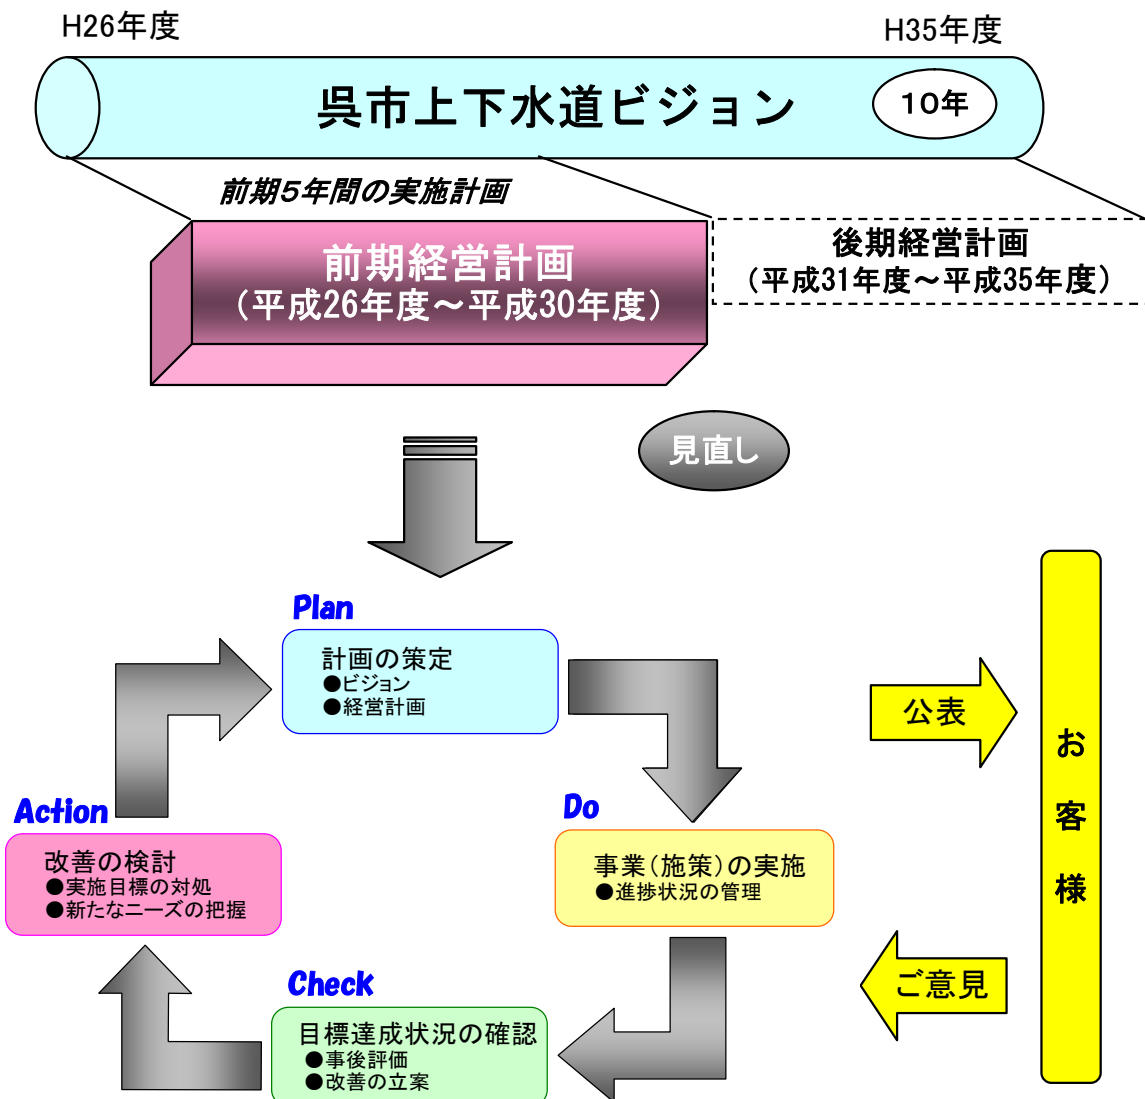 H26年度
H35年度
呉市上下水道ビジョン
10年
前期5年間の実施計画
前期経営計画
（平成26年度～平成30年度）
後期経営計画
（平成31年度～平成35年度）
見直し
Plan
計画の策定
●ビジョン
●経営計画
公表
お客様
Action
改善の検討
●実施目標の対処
●新たなニーズの把握
Do
事業（施策）の実施
●進捗状況の管理
ご意見
Check
目標達成状況の確認
●事後評価
●改善の立案